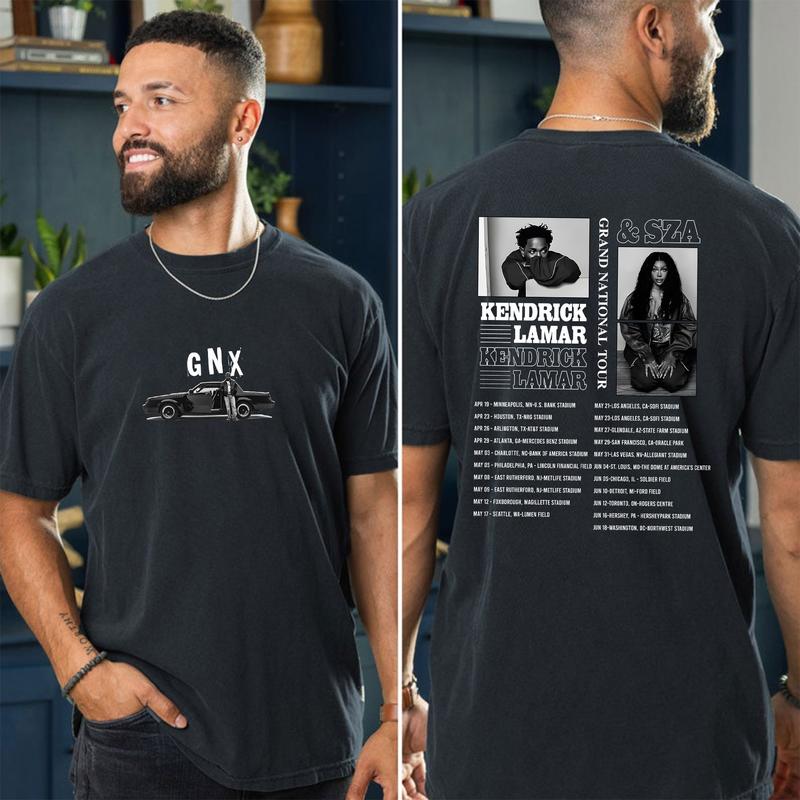 GNX
WORTHY
& SZA
GRAND NATIONAL TOUR
KENDRICK
LAMAR
KENDRICK
LAMAR
APR 19 - MINNEAPOLIS, MN-U.S. BANK STADIUM
APR 23 - HOUSTON, TX-NRG STADIUM
APR 26 - ARLINGTON, TX-AT&T STADIUM
APR 29 - ATLANTA, GA-MERCEDES BENZ STADIUM
MAY 03 - CHARLOTTE, NC-BANK OF AMERICA STADIUM
MAY 05 - PHILADELPHIA, PA - LINCOLN FINANCIAL FIELD
MAY 08 - EAST RUTHERFORD, NJ-METLIFE STADIUM
MAY 09 - EAST RUTHERFORD, NJ-METLIFE STADIUM
MAY 12 - FOXBOROUGH, MAGILLETTE STADIUM
MAY 17 - SEATTLE, WA-LUMEN FIELD
MAY 21-LOS ANGELES, CA-SOFI STADIUM
MAY 23-LOS ANGELES, CA-SOFI STADIUM
MAY 27-GLENDALE, AZ-STATE FARM STADIUM
MAY 29-SAN FRANCISCO, CA-ORACLE PARK
MAY 31-LAS VEGAS, NV-ALLEGIANT STADIUM
JUN 04-ST. LOUIS, MO-THE DOME AT AMERICA'S CENTER
JUN 05-CHICAGO, IL - SOLDIER FIELD
JUN 10-DETROIT, MI-FORD FIELD
JUN 12-TORONTO, ON-ROGERS CENTRE
JUN 16-HERSHEY, PA - HERSHEYPARK STADIUM
JUN 18-WASHINGTON, DC-NORTHWEST STADIUM